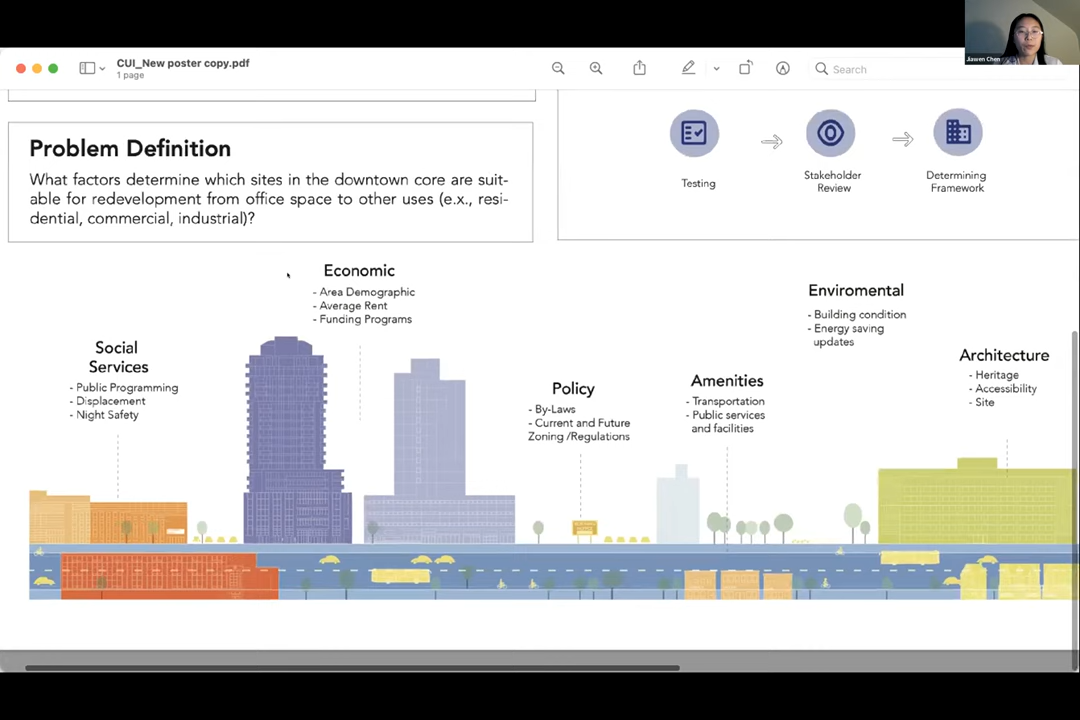 Jiawen Chen
CUI_New poster copy.pdf
1 page
Search
Problem Definition
What factors determine which sites in the downtown core are suit-
able for redevelopment from office space to other uses (e.x., resi-
dential, commercial, industrial)?
Testing
Stakeholder
Review
Determining
Framework
Social
Services
- Public Programming
- Displacement
- Night Safety
Economic
- Area Demographic
- Average Rent
- Funding Programs
Policy
- By-Laws
- Current and Future
Zoning /Regulations
Amenities
- Transportation
- Public services
and facilities
Enviromental
- Building condition
- Energy saving
updates
Architecture
- Heritage
- Accessibility
- Site